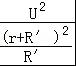 U²
(r+R′ )²
R′